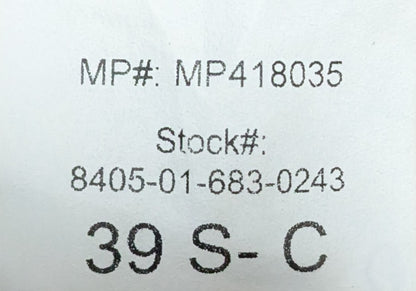 MP#: MP418035
Stock#:
8405-01-683-0243
39 S- C